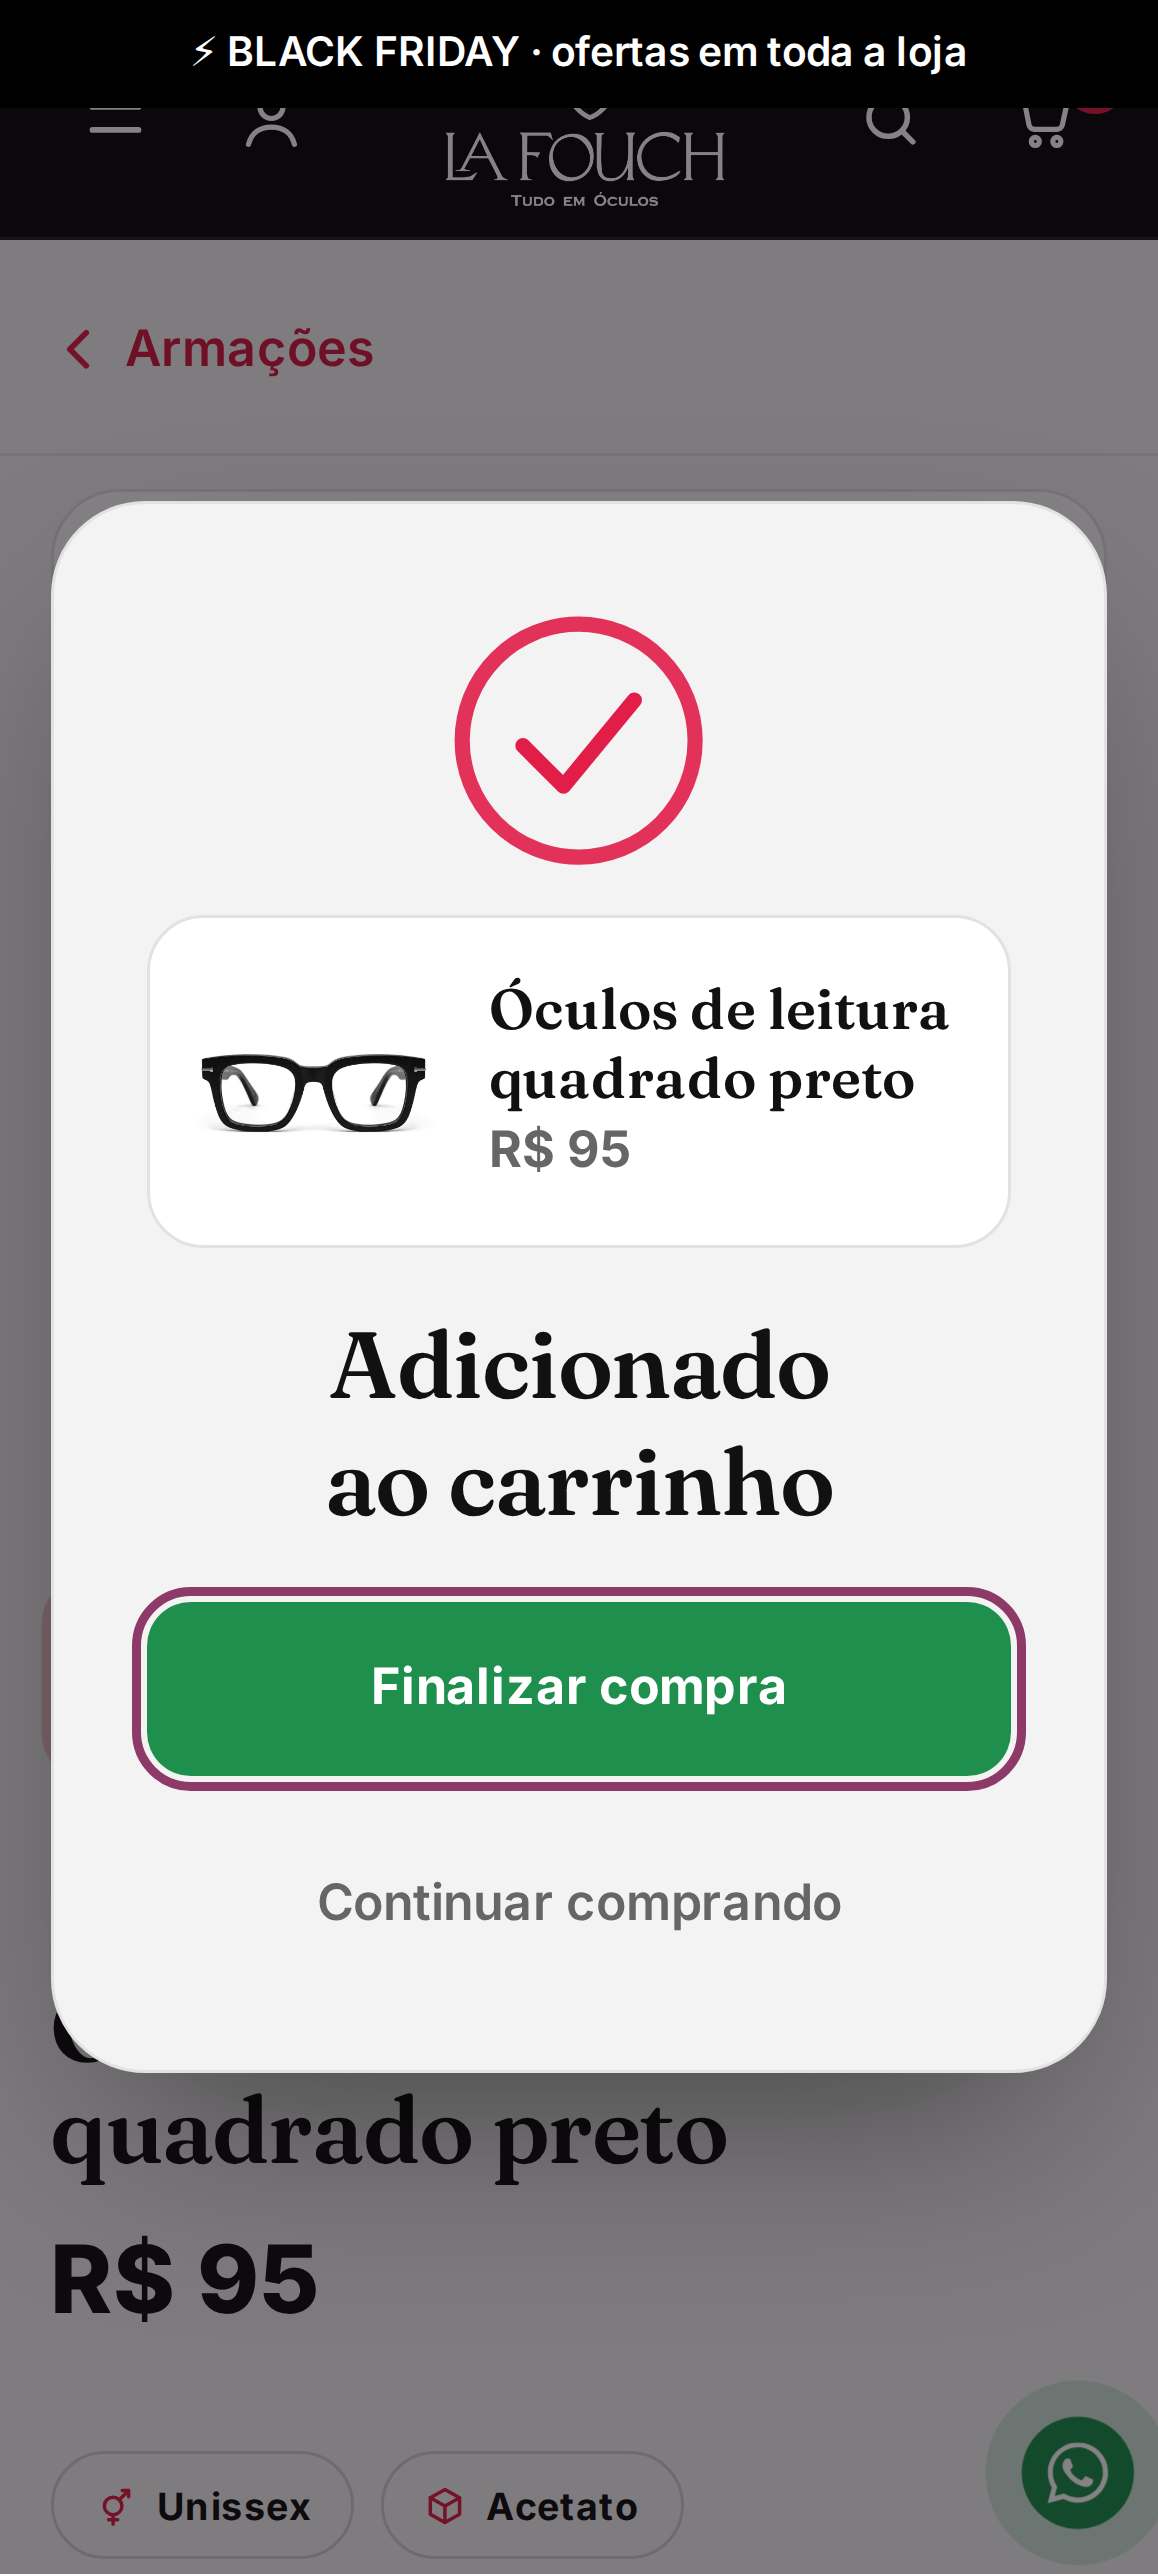 ⚡ BLACK FRIDAY · ofertas em toda a loja
LA FOUCH
Tudo em Óculos
Armações
Óculos de leitura
quadrado preto
R$ 95
Adicionado
ao carrinho
Finalizar compra
Continuar comprando
quadrado preto
R$ 95
Unissex
Acetato